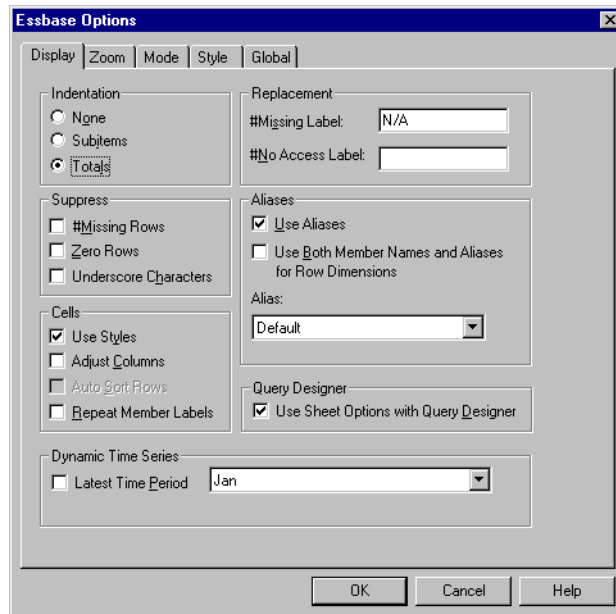 Essbase Options
Display Zoom Mode Style Global
Indentation
None
Subitems
Totals
Replacement
#Missing Label: N/A
#No Access Label:
Suppress
#Missing Rows
Zero Rows
Underscore Characters
Aliases
Use Aliases
Use Both Member Names and Aliases
for Row Dimensions
Alias:
Default
Cells
Use Styles
Adjust Columns
Auto Sort Rows
Repeat Member Labels
Query Designer
Use Sheet Options with Query Designer
Dynamic Time Series
Latest Time Period Jan
OK Cancel Help